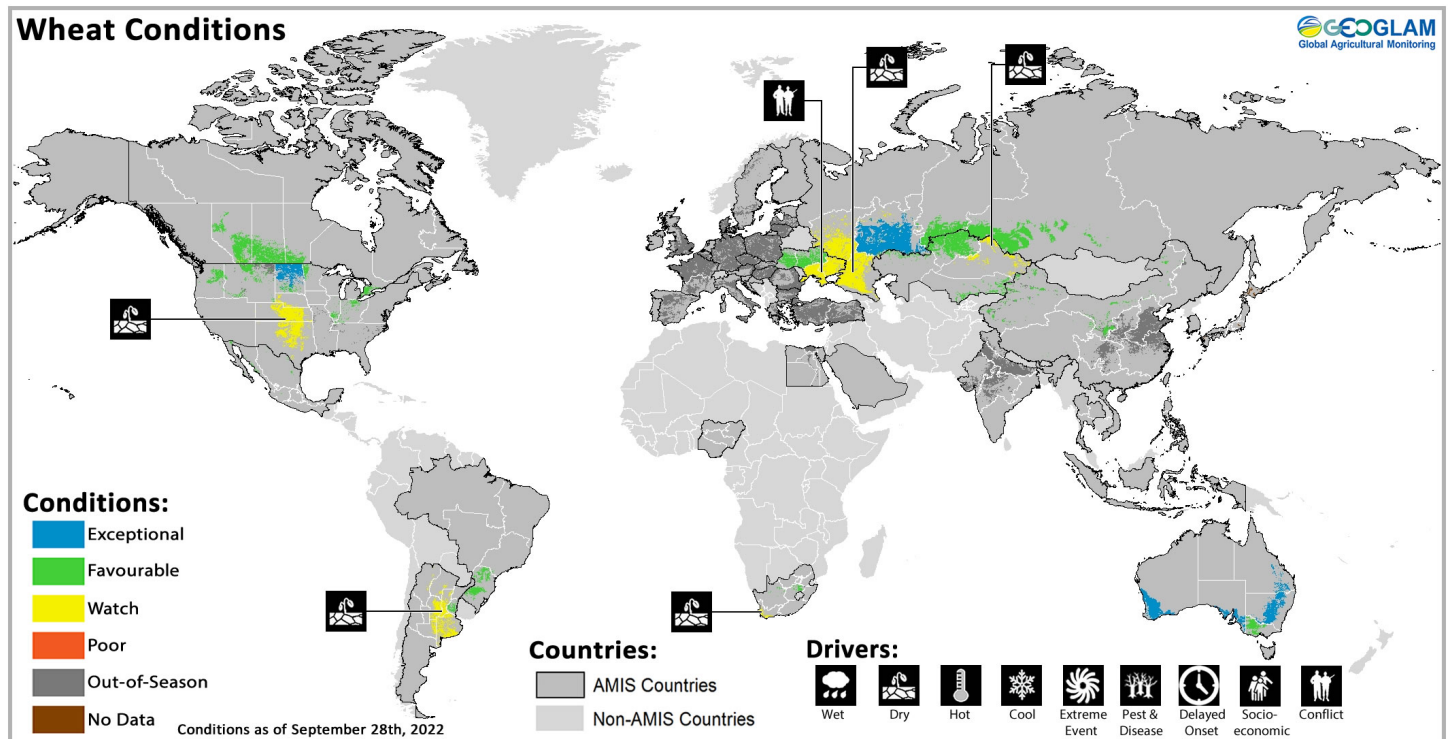 Wheat Conditions
GEOGLAM
Global Agricultural Monitoring
Conditions:
Exceptional
Favourable
Watch
Poor
Out-of-Season
No Data
Conditions as of September 28th, 2022
Countries:
AMIS Countries
Non-AMIS Countries
Drivers:
Wet
Dry
Hot
Cool
Extreme
Event
Pest &
Disease
Delayed
Onset
Socio-
economic
Conflict